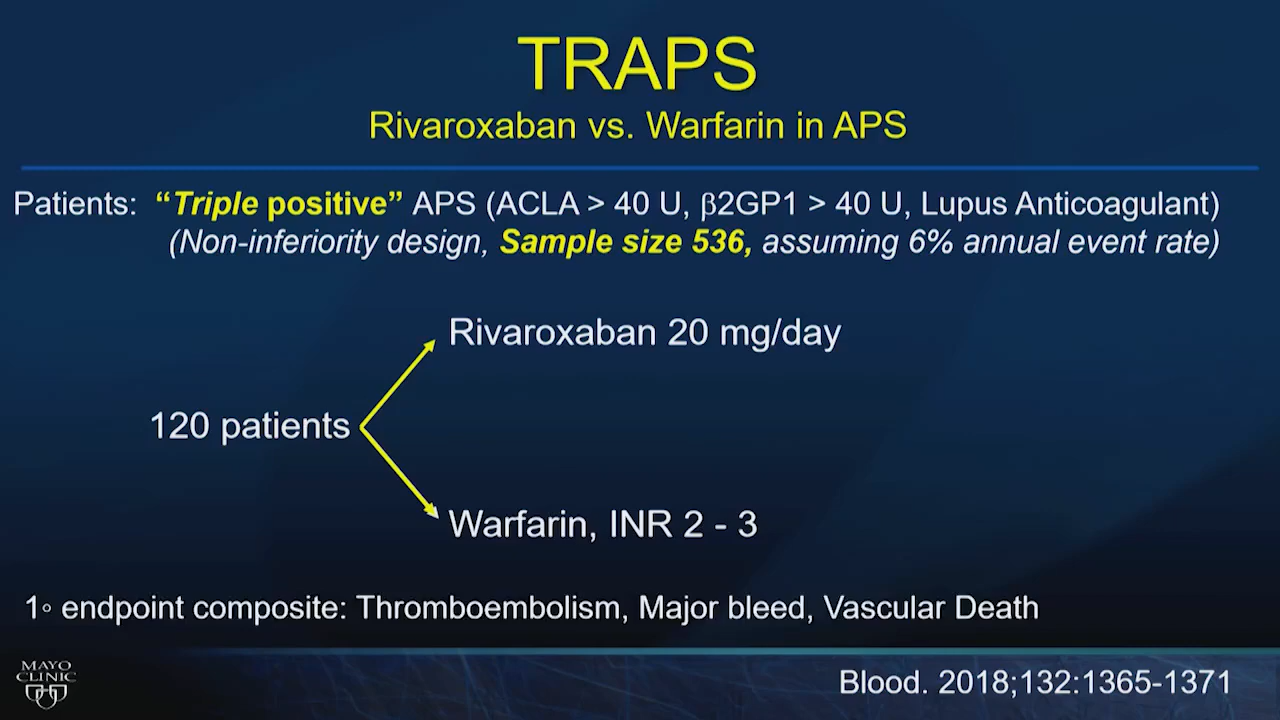 TRAPS
Rivaroxaban vs. Warfarin in APS
Patients: “Triple positive” APS (ACLA > 40 U, β2GP1 > 40 U, Lupus Anticoagulant)
(Non-inferiority design, Sample size 536, assuming 6% annual event rate)
Rivaroxaban 20 mg/day
120 patients
Warfarin, INR 2 - 3
1° endpoint composite: Thromboembolism, Major bleed, Vascular Death
MAYO
CLINIC
Blood. 2018;132:1365-1371